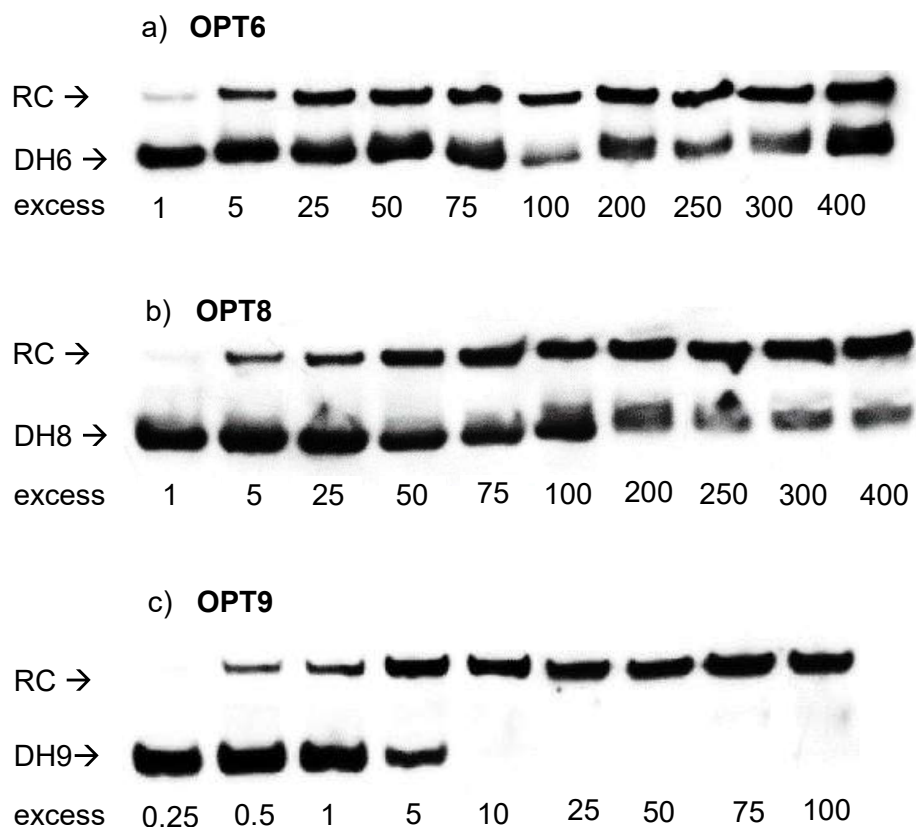 a) OPT6
RC →
DH6 →
excess 1 5 25 50 75 100 200 250 300 400
b) OPT8
RC →
DH8 →
excess 1 5 25 50 75 100 200 250 300 400
c) OPT9
RC →
DH9→
excess 0.25 0.5 1 5 10 25 50 75 100